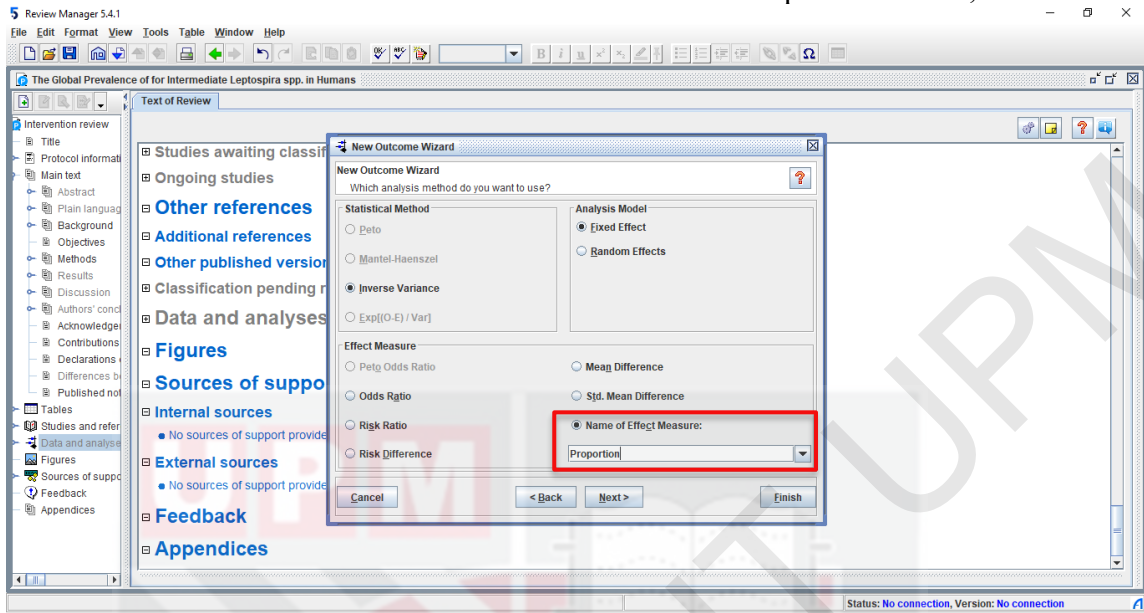 Review Manager 5.4.1
File Edit Format View Tools Table Window Help
B i u x² x₂ Ω
The Global Prevalence of for Intermediate Leptospira spp. in Humans
Text of Review
Intervention review
Title
Protocol informati
Main text
Abstract
Plain languag
Background
Objectives
Methods
Results
Discussion
Authors' concl
Acknowledge
Contributions
Declarations
Differences b
Published not
Tables
Studies and refer
Data and analyse
Figures
Sources of suppo
Feedback
Appendices
Studies awaiting classif
Ongoing studies
Other references
Additional references
Other published version
Classification pending r
Data and analyses
Figures
Sources of suppo
Internal sources
No sources of support provide
External sources
No sources of support provide
Feedback
Appendices
New Outcome Wizard
New Outcome Wizard
Which analysis method do you want to use?
Statistical Method
Peto
Mantel-Haenszel
Inverse Variance
Exp[(O-E) / Var]
Analysis Model
Fixed Effect
Random Effects
Effect Measure
Peto Odds Ratio
Odds Ratio
Risk Ratio
Risk Difference
Mean Difference
Std. Mean Difference
Name of Effect Measure:
Proportion
Cancel < Back Next > Finish
Status: No connection, Version: No connection
UPM
UPM